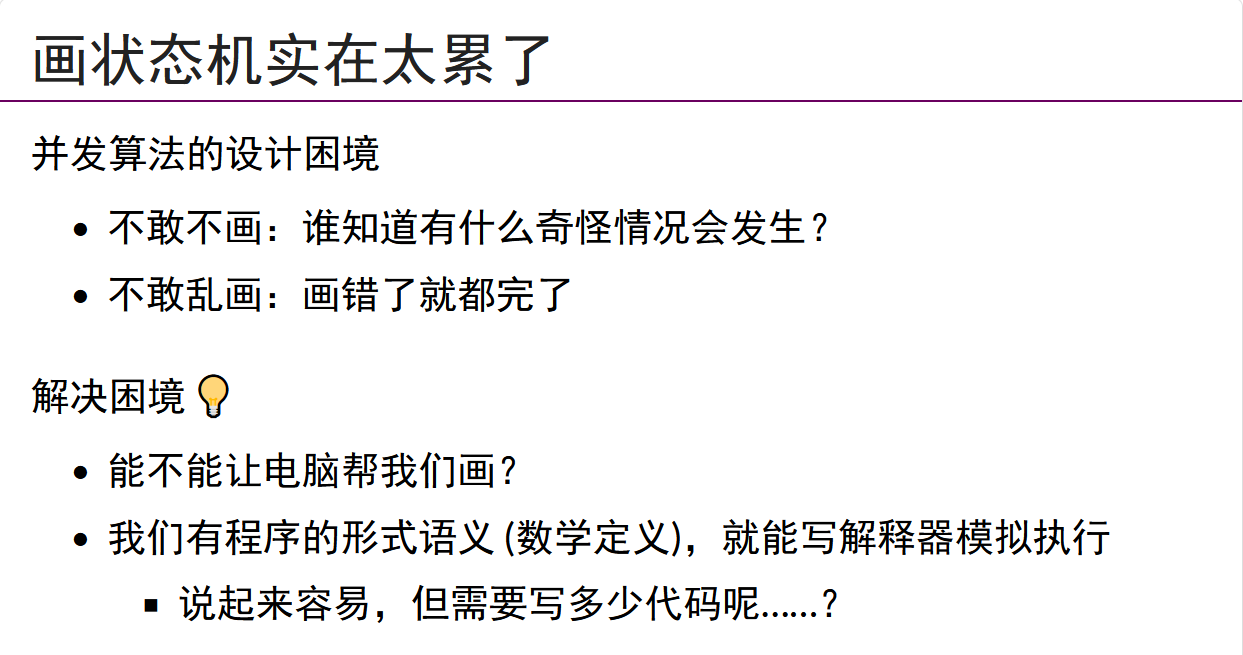 画状态机实在太累了
并发算法的设计困境
不敢不画：谁知道有什么奇怪情况会发生？
不敢乱画：画错了就都完了
解决困境💡
能不能让电脑帮我们画？
我们有程序的形式语义 (数学定义)，就能写解释器模拟执行
说起来容易，但需要写多少代码呢……？